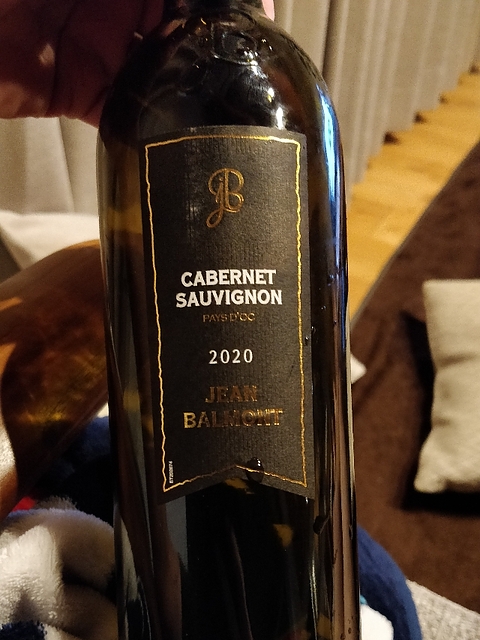 JB
CABERNET
SAUVIGNON
PAYS D'OC
2020
JEAN
BALMONT